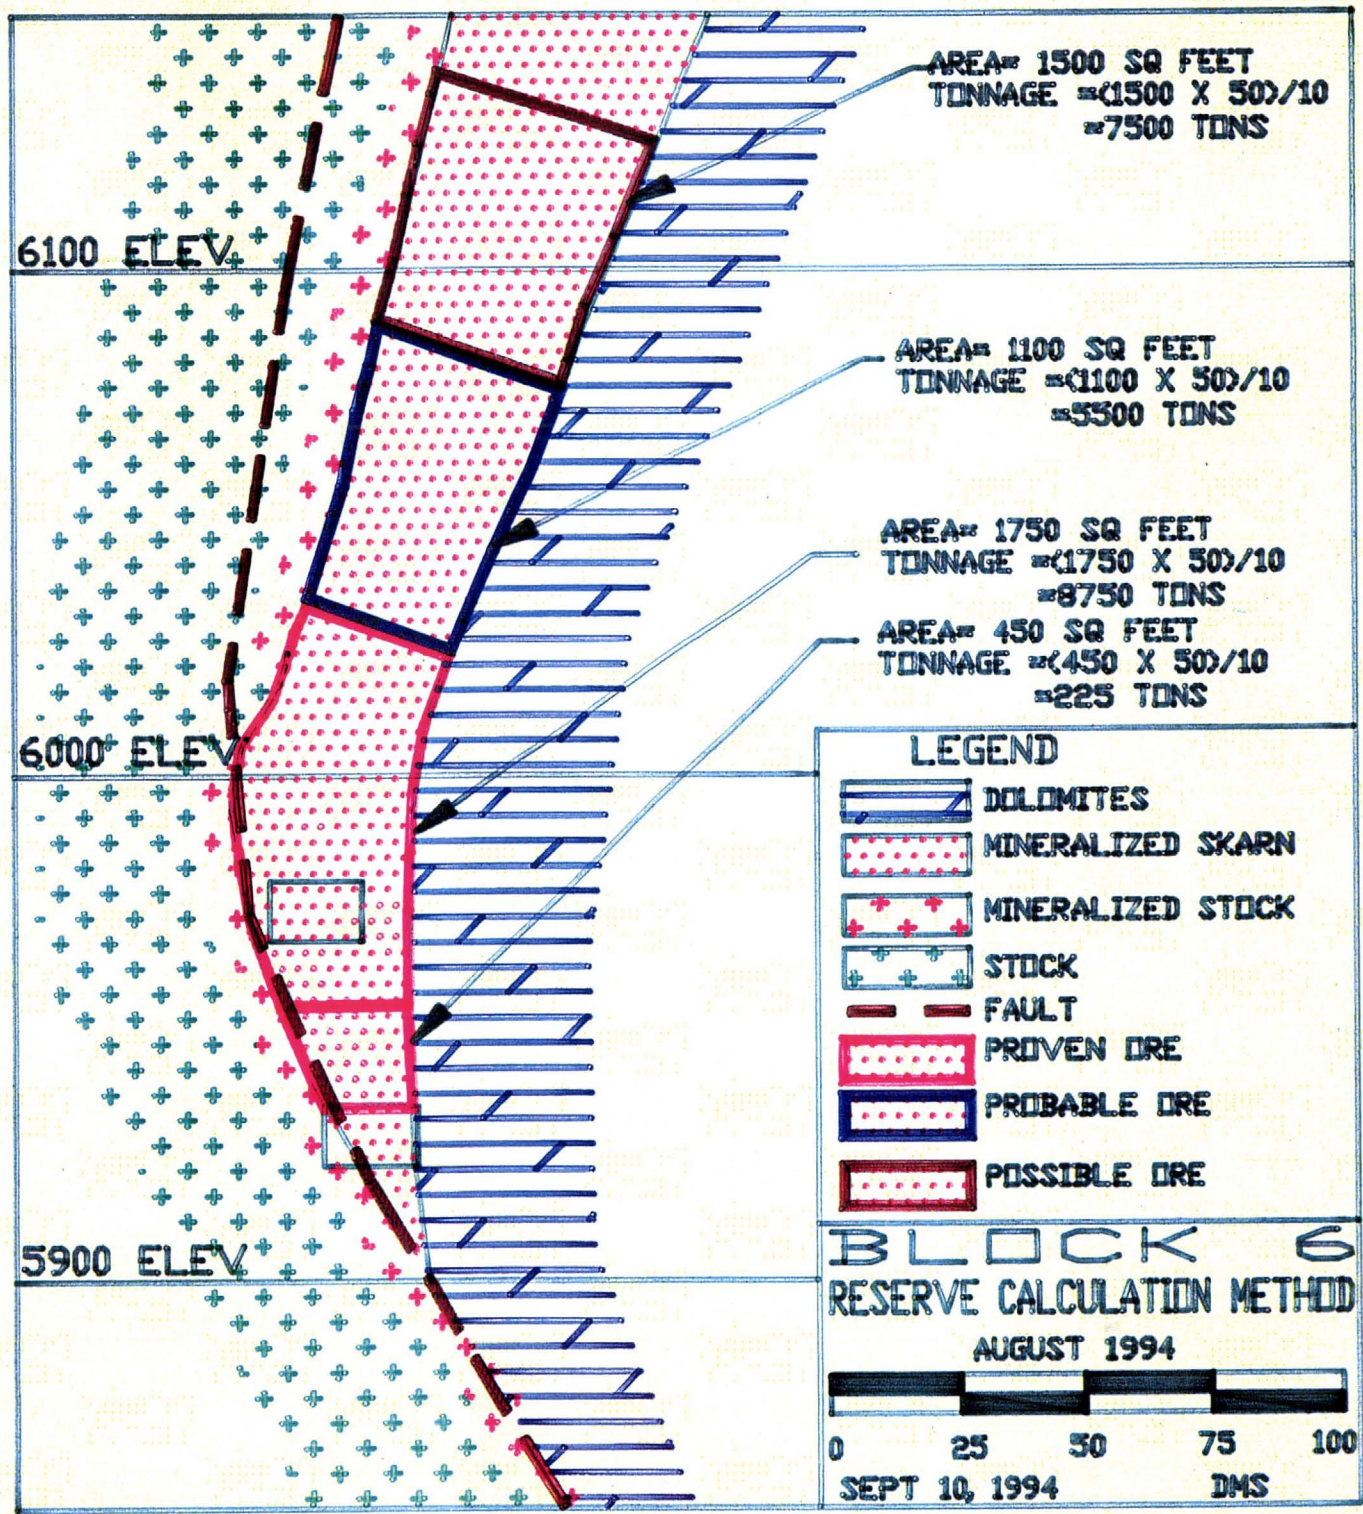 AREA= 1500 SQ FEET
TONNAGE =(1500 X 50)/10
=7500 TONS
6100 ELEV.
AREA= 1100 SQ FEET
TONNAGE =(1100 X 50)/10
=5500 TONS
AREA= 1750 SQ FEET
TONNAGE =(1750 X 50)/10
=8750 TONS
AREA= 450 SQ FEET
TONNAGE =(450 X 50)/10
=225 TONS
6000 ELEV.
LEGEND
DOLOMITES
MINERALIZED SKARN
MINERALIZED STOCK
STOCK
FAULT
PROVEN ORE
PROBABLE ORE
POSSIBLE ORE
5900 ELEV.
BLOCK 6
RESERVE CALCULATION METHOD
AUGUST 1994
0 25 50 75 100
SEPT 10, 1994 DMS